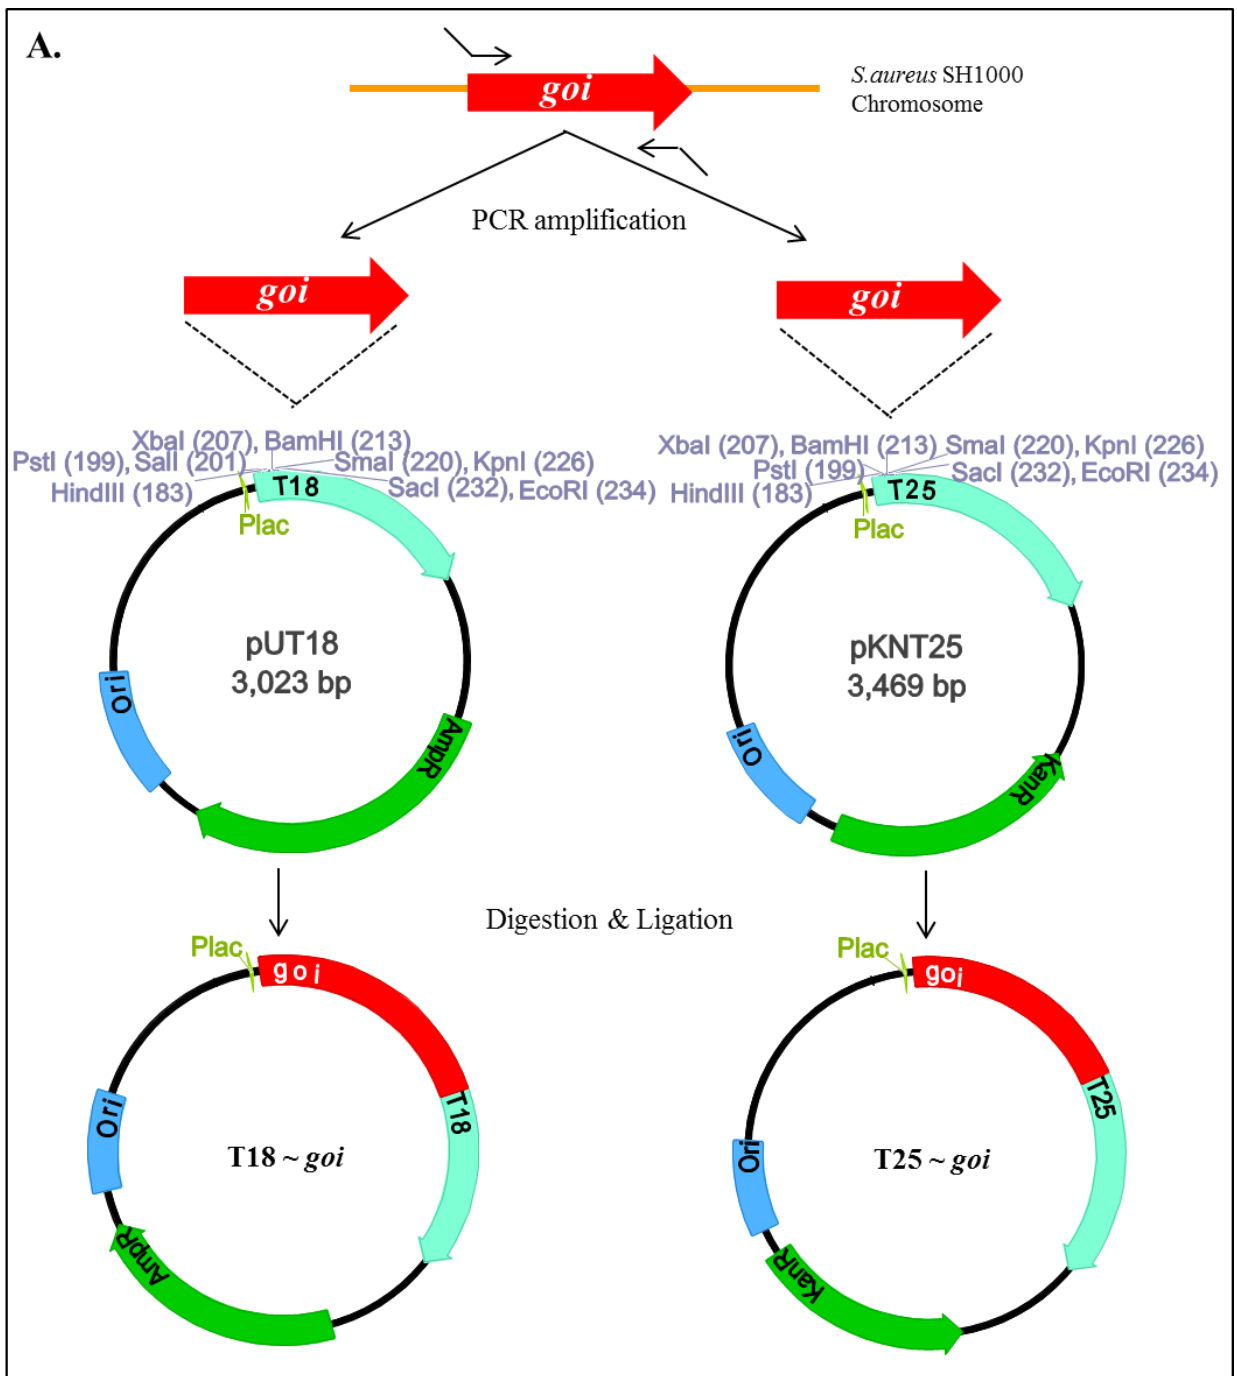 A.
goi
S.aureus SH1000
Chromosome
PCR amplification
goi
goi
XbaI (207), BamHI (213)
PstI (199), SalI (201)
SmaI (220), KpnI (226)
HindIII (183)
SacI (232), EcoRI (234)
T18
Plac
pUT18
3,023 bp
Ori
AmpR
XbaI (207), BamHI (213)
SmaI (220), KpnI (226)
PstI (199)
SacI (232), EcoRI (234)
HindIII (183)
T25
Plac
pKNT25
3,469 bp
Ori
KanR
Digestion & Ligation
Plac
goi
T18
Ori
T18 ~ goi
AmpR
Plac
goi
T25
Ori
T25 ~ goi
KanR